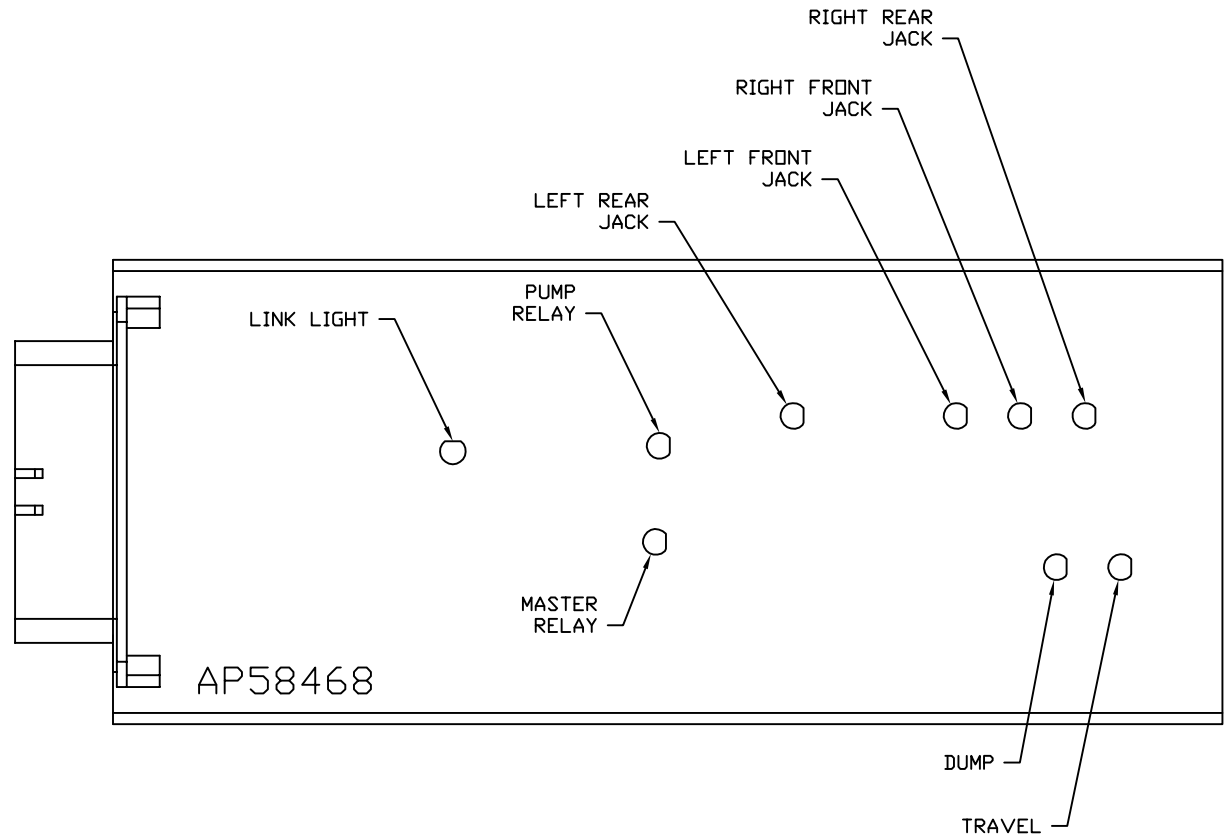 RIGHT REAR
JACK
RIGHT FRONT
JACK
LEFT FRONT
JACK
LEFT REAR
JACK
PUMP
RELAY
LINK LIGHT
MASTER
RELAY
AP58468
DUMP
TRAVEL